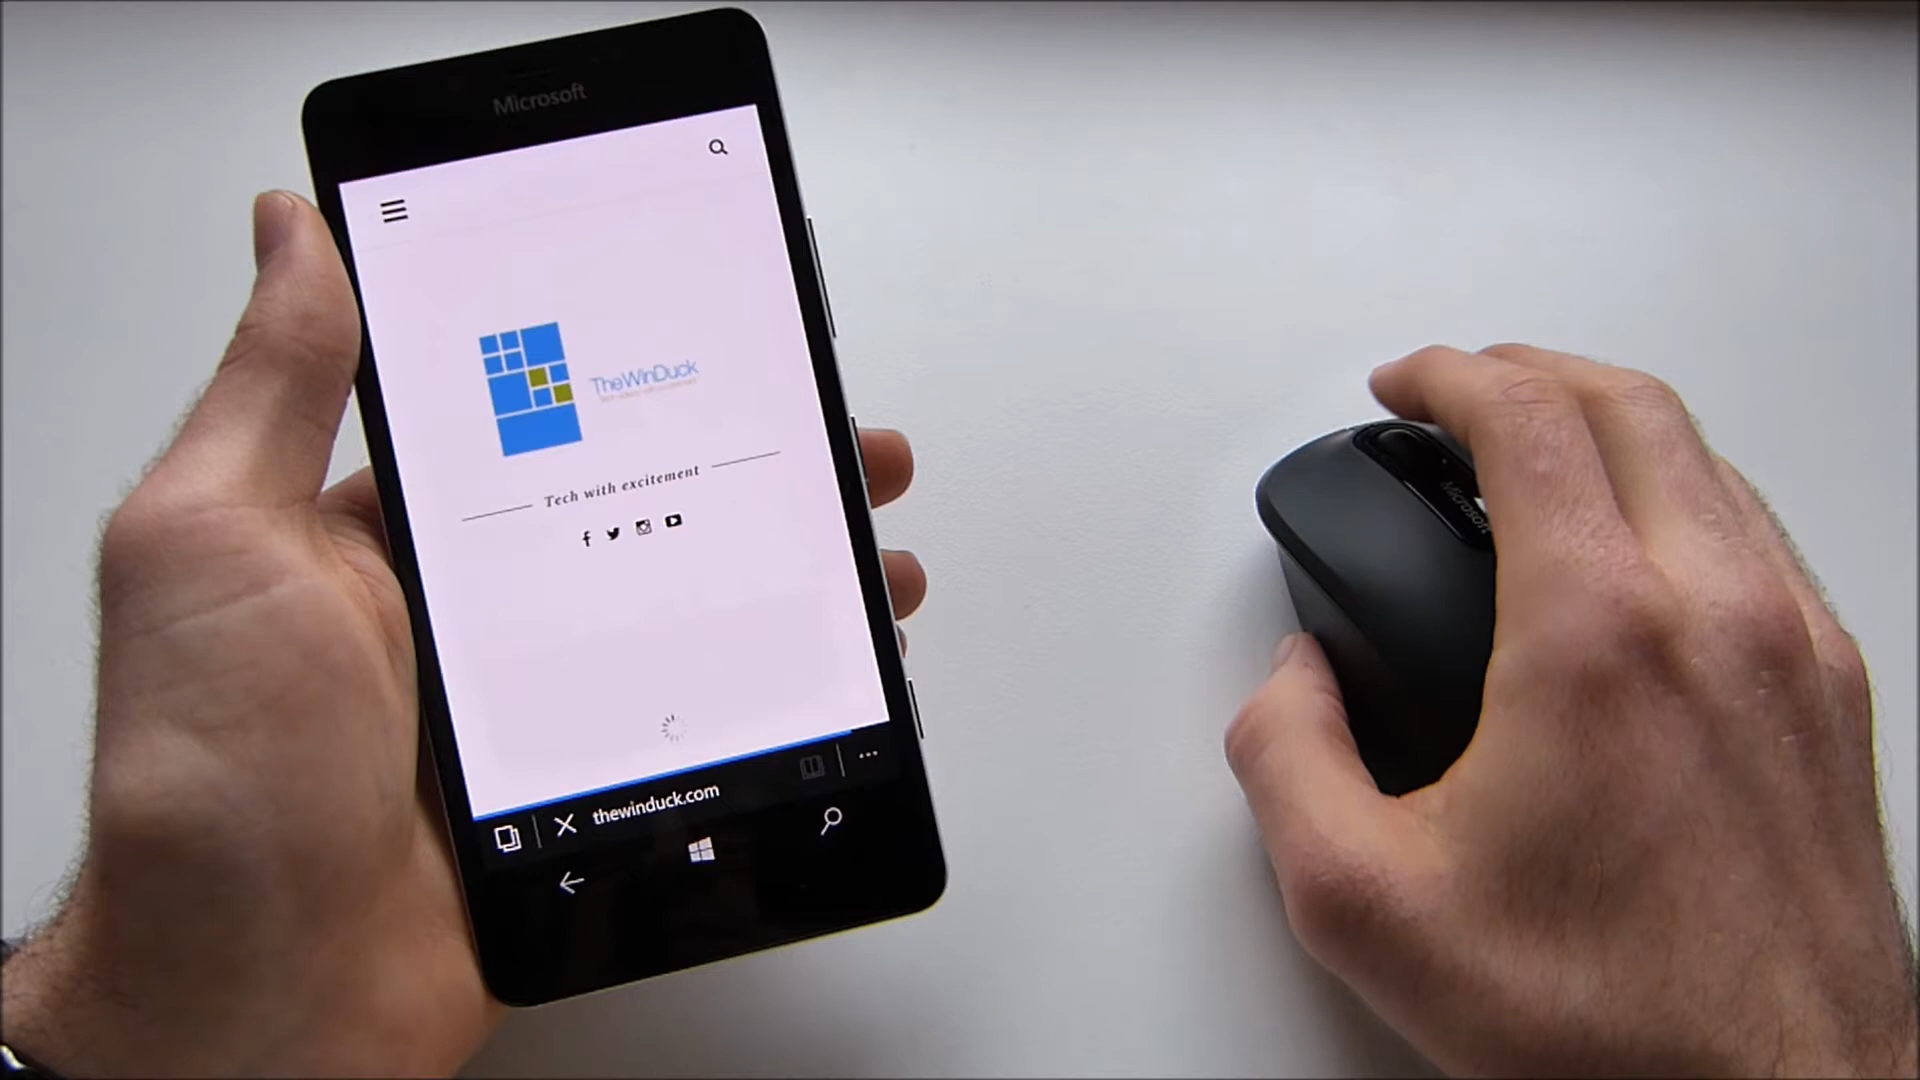 Microsoft
TheWinDuck
Tech with excitement
thewinduck.com
Microsoft